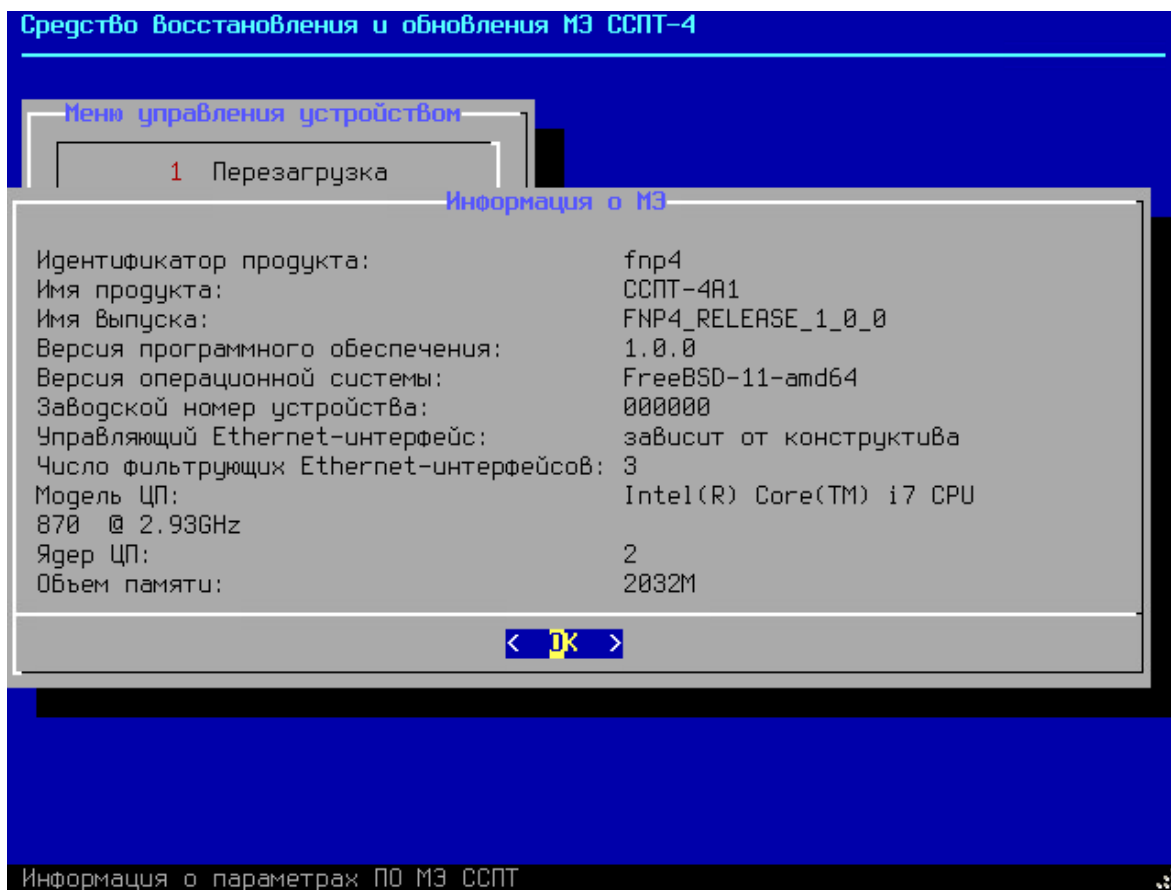 Средство восстановления и обновления МЭ ССПТ-4
Меню управления устройством
1 Перезагрузка
Информация о МЭ
Идентификатор продукта: fnp4
Имя продукта: ССПТ-4А1
Имя выпуска: FNP4_RELEASE_1_0_0
Версия программного обеспечения: 1.0.0
Версия операционной системы: FreeBSD-11-amd64
Заводской номер устройства: 000000
Управляющий Ethernet-интерфейс: зависит от конструктива
Число фильтрующих Ethernet-интерфейсов: 3
Модель ЦП: Intel(R) Core(TM) i7 CPU
870 @ 2.93GHz
Ядер ЦП: 2
Объем памяти: 2032M
< OK >
Информация о параметрах ПО МЭ ССПТ